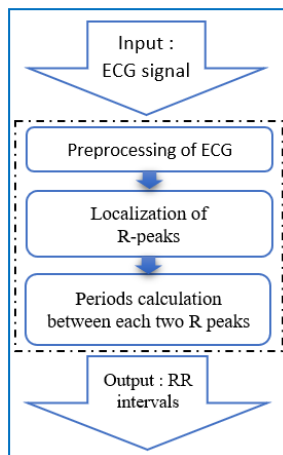 Input :
ECG signal
Preprocessing of ECG
Localization of
R-peaks
Periods calculation
between each two R peaks
Output : RR
intervals